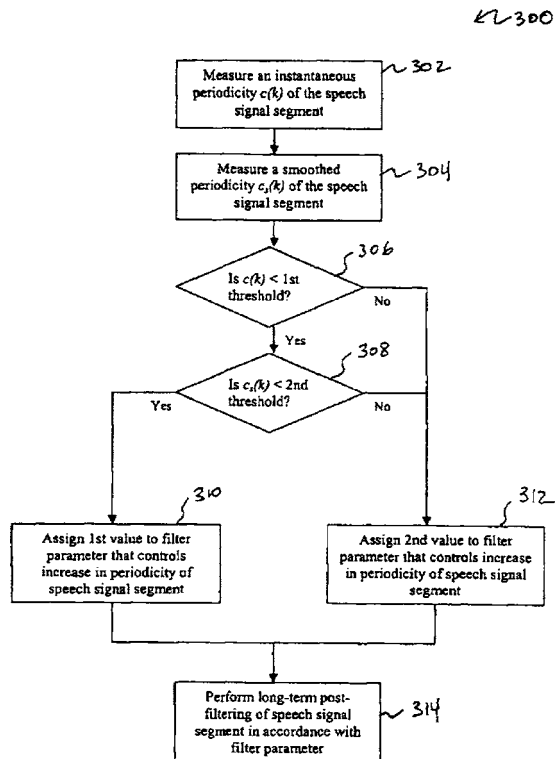 300
Measure an instantaneous
periodicity c(k) of the speech
signal segment
302
Measure a smoothed
periodicity cs(k) of the speech
signal segment
304
306
Is c(k) < 1st
threshold?
No
Yes
308
Is cs(k) < 2nd
threshold?
Yes
No
310
Assign 1st value to filter
parameter that controls
increase in periodicity of
speech signal segment
312
Assign 2nd value to filter
parameter that controls increase
in periodicity of speech signal
segment
Perform long-term post-
filtering of speech signal
segment in accordance with
filter parameter
314